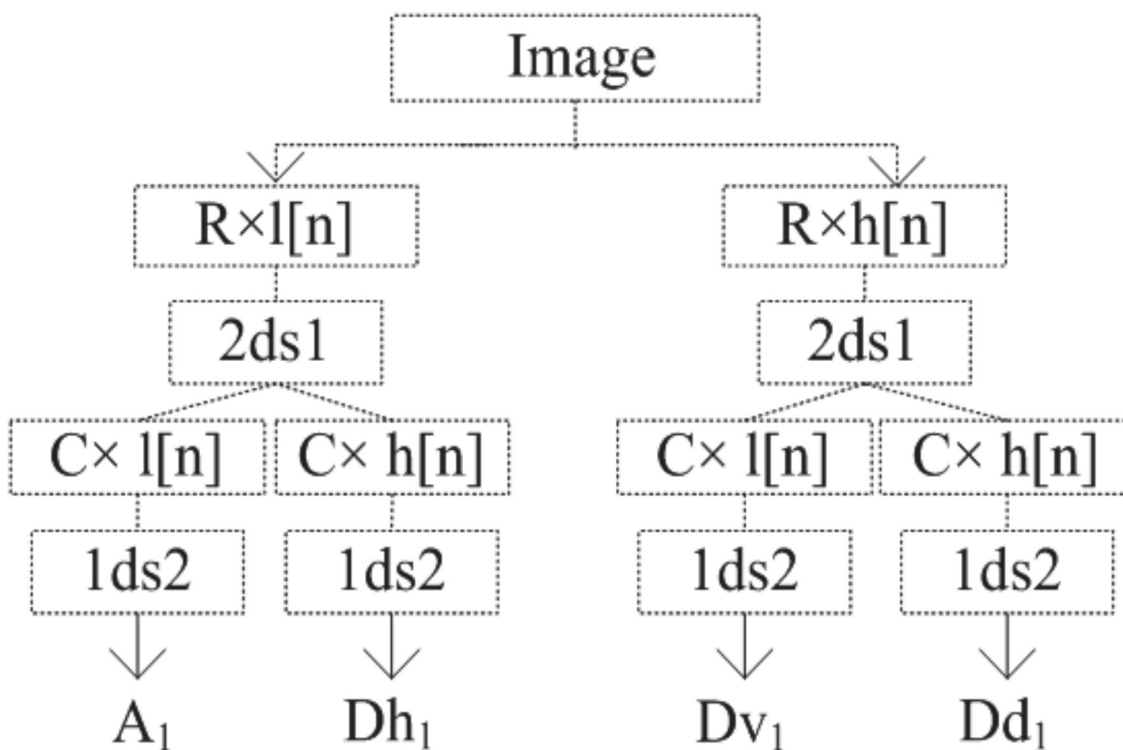 Image
R×l[n] R×h[n]
2ds1 2ds1
C× l[n] C× h[n] C× l[n] C× h[n]
1ds2 1ds2 1ds2 1ds2
A₁ Dh₁ Dv₁ Dd₁